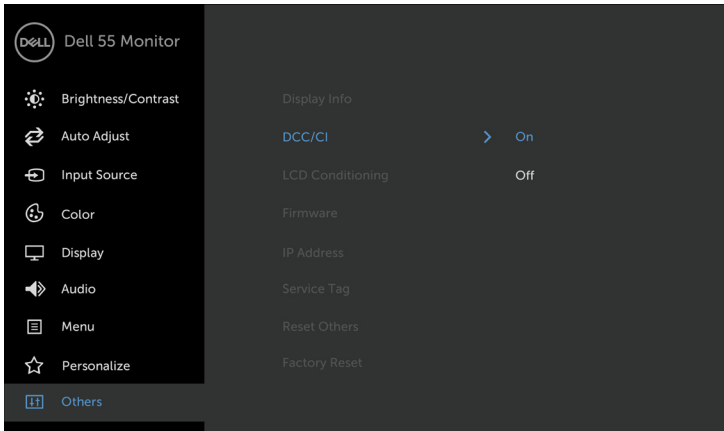 DELL Dell 55 Monitor
Brightness/Contrast
Auto Adjust
Input Source
Color
Display
Audio
Menu
Personalize
Others
Display Info
DCC/CI On
LCD Conditioning Off
Firmware
IP Address
Service Tag
Reset Others
Factory Reset